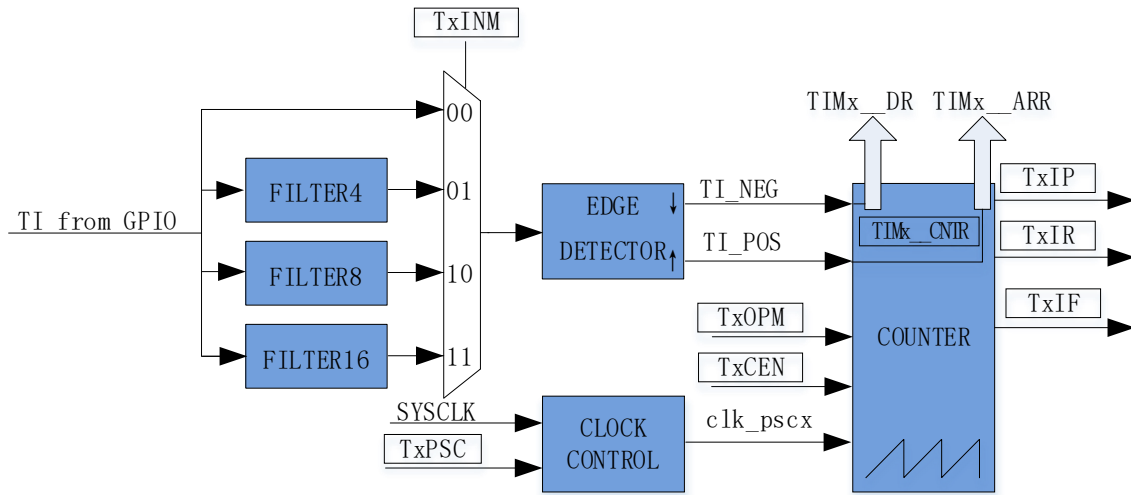 TxINM
TIMx__DR
TIMx__ARR
00
FILTER4
01
TI from GPIO
FILTER8
10
FILTER16
11
EDGE ↓
DETECTOR↑
TI_NEG
TI_POS
TIMx__CNTR
TxIP
TxIR
TxIF
TxOPM
TxCEN
COUNTER
SYSCLK
TxPSC
CLOCK
CONTROL
clk_pscx